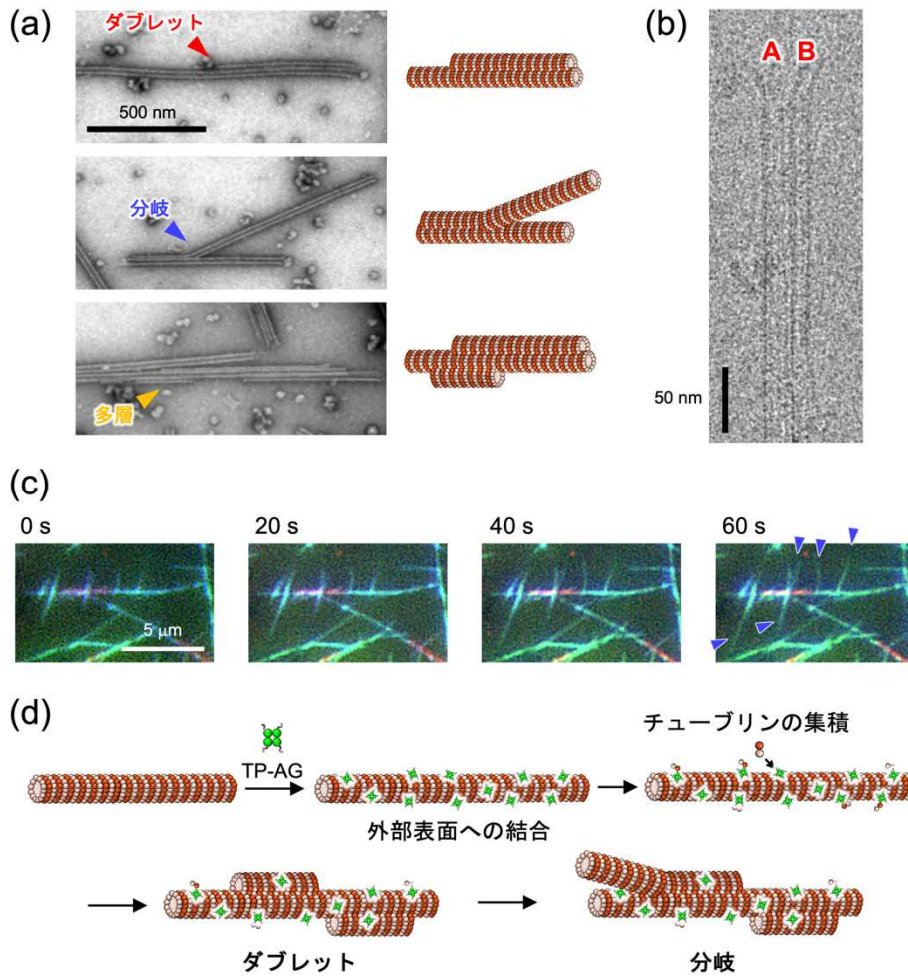 (a)
ダブレット
500 nm
分岐
多層
(b)
A B
50 nm
(c)
0 s
20 s
40 s
60 s
5 μm
(d)
TP-AG
外部表面への結合
チューブリンの集積
ダブレット
分岐